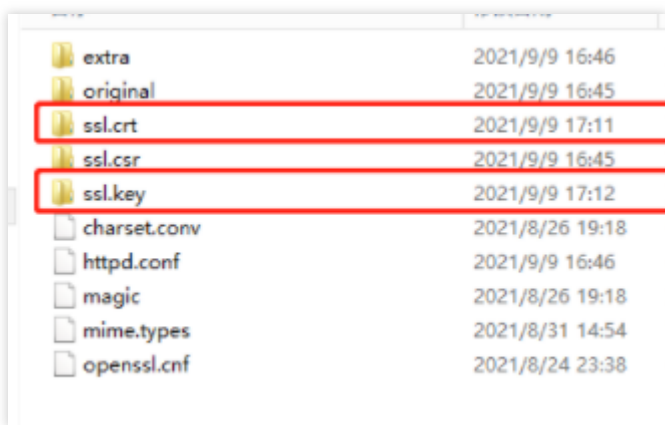 extra 2021/9/9 16:46
original 2021/9/9 16:45
ssl.crt 2021/9/9 17:11
ssl.csr 2021/9/9 16:45
ssl.key 2021/9/9 17:12
charset.conv 2021/8/26 19:18
httpd.conf 2021/9/9 16:46
magic 2021/8/26 19:18
mime.types 2021/8/31 14:54
openssl.cnf 2021/8/24 23:38